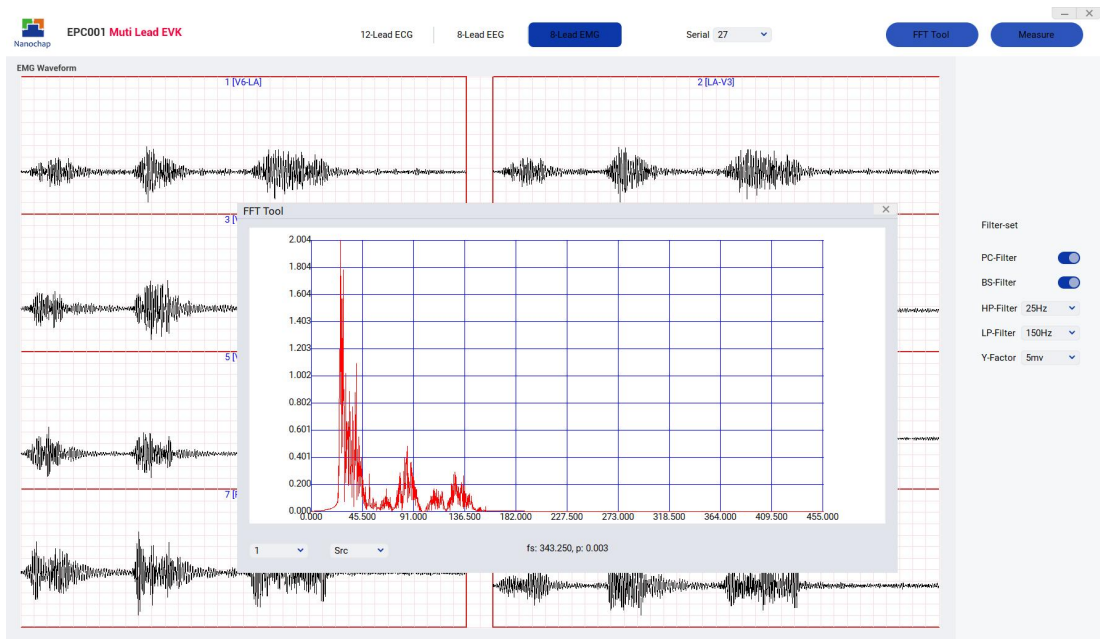 Nanochap
EPC001 Muti Lead EVK
12-Lead ECG
8-Lead EEG
8-Lead EMG
Serial 27
FFT Tool
Measure
EMG Waveform
1 [V6-LA]
2 [LA-V3]
3 [V
5 [V
7 [F
FFT Tool
2.004
1.804
1.604
1.403
1.203
1.002
0.802
0.601
0.401
0.200
0.000
0.000 45.500 91.000 136.500 182.000 227.500 273.000 318.500 364.000 409.500 455.000
1
Src
fs: 343.250, p: 0.003
Filter-set
PC-Filter
BS-Filter
HP-Filter 25Hz
LP-Filter 150Hz
Y-Factor 5mv